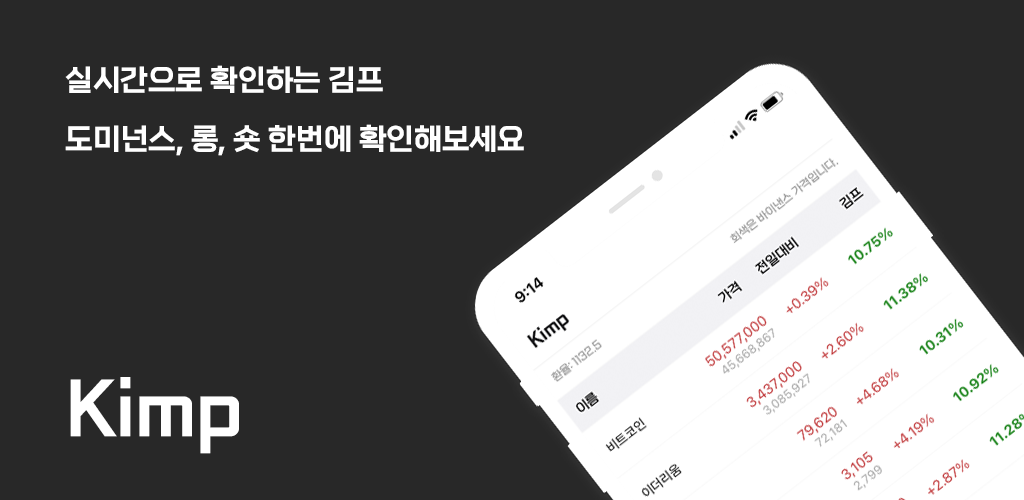 실시간으로 확인하는 김프
도미넌스, 롱, 숏 한번에 확인해보세요
Kimp
9:14
Kimp
환율: 1132.5
회색은 바이낸스 가격입니다.
이름 가격 전일대비 김프
비트코인 50,577,000 +0.39% 10.75%
45,668,867
이더리움 3,437,000 +2.60% 11.38%
3,085,927
79,620 +4.68% 10.31%
72,181
3,105 +4.19% 10.92%
2,799
+2.87% 11.28%